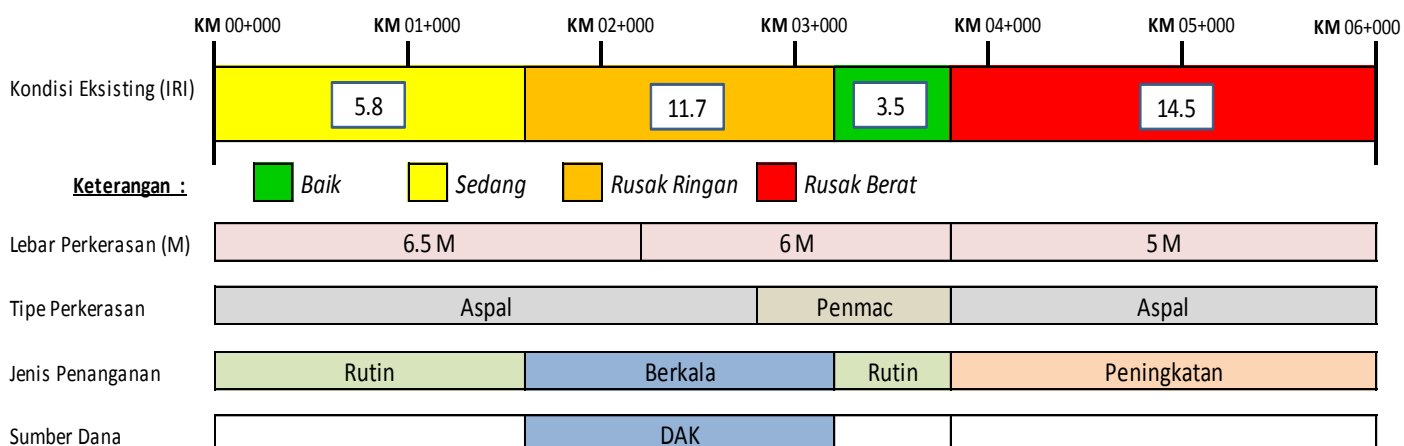 KM 00+000 KM 01+000 KM 02+000 KM 03+000 KM 04+000 KM 05+000 KM 06+000
Kondisi Eksisting (IRI) 5.8 11.7 3.5 14.5
Keterangan : Baik Sedang Rusak Ringan Rusak Berat
Lebar Perkerasan (M) 6.5 M 6 M 5 M
Tipe Perkerasan Aspal Penmac Aspal
Jenis Penanganan Rutin Berkala Rutin Peningkatan
Sumber Dana DAK